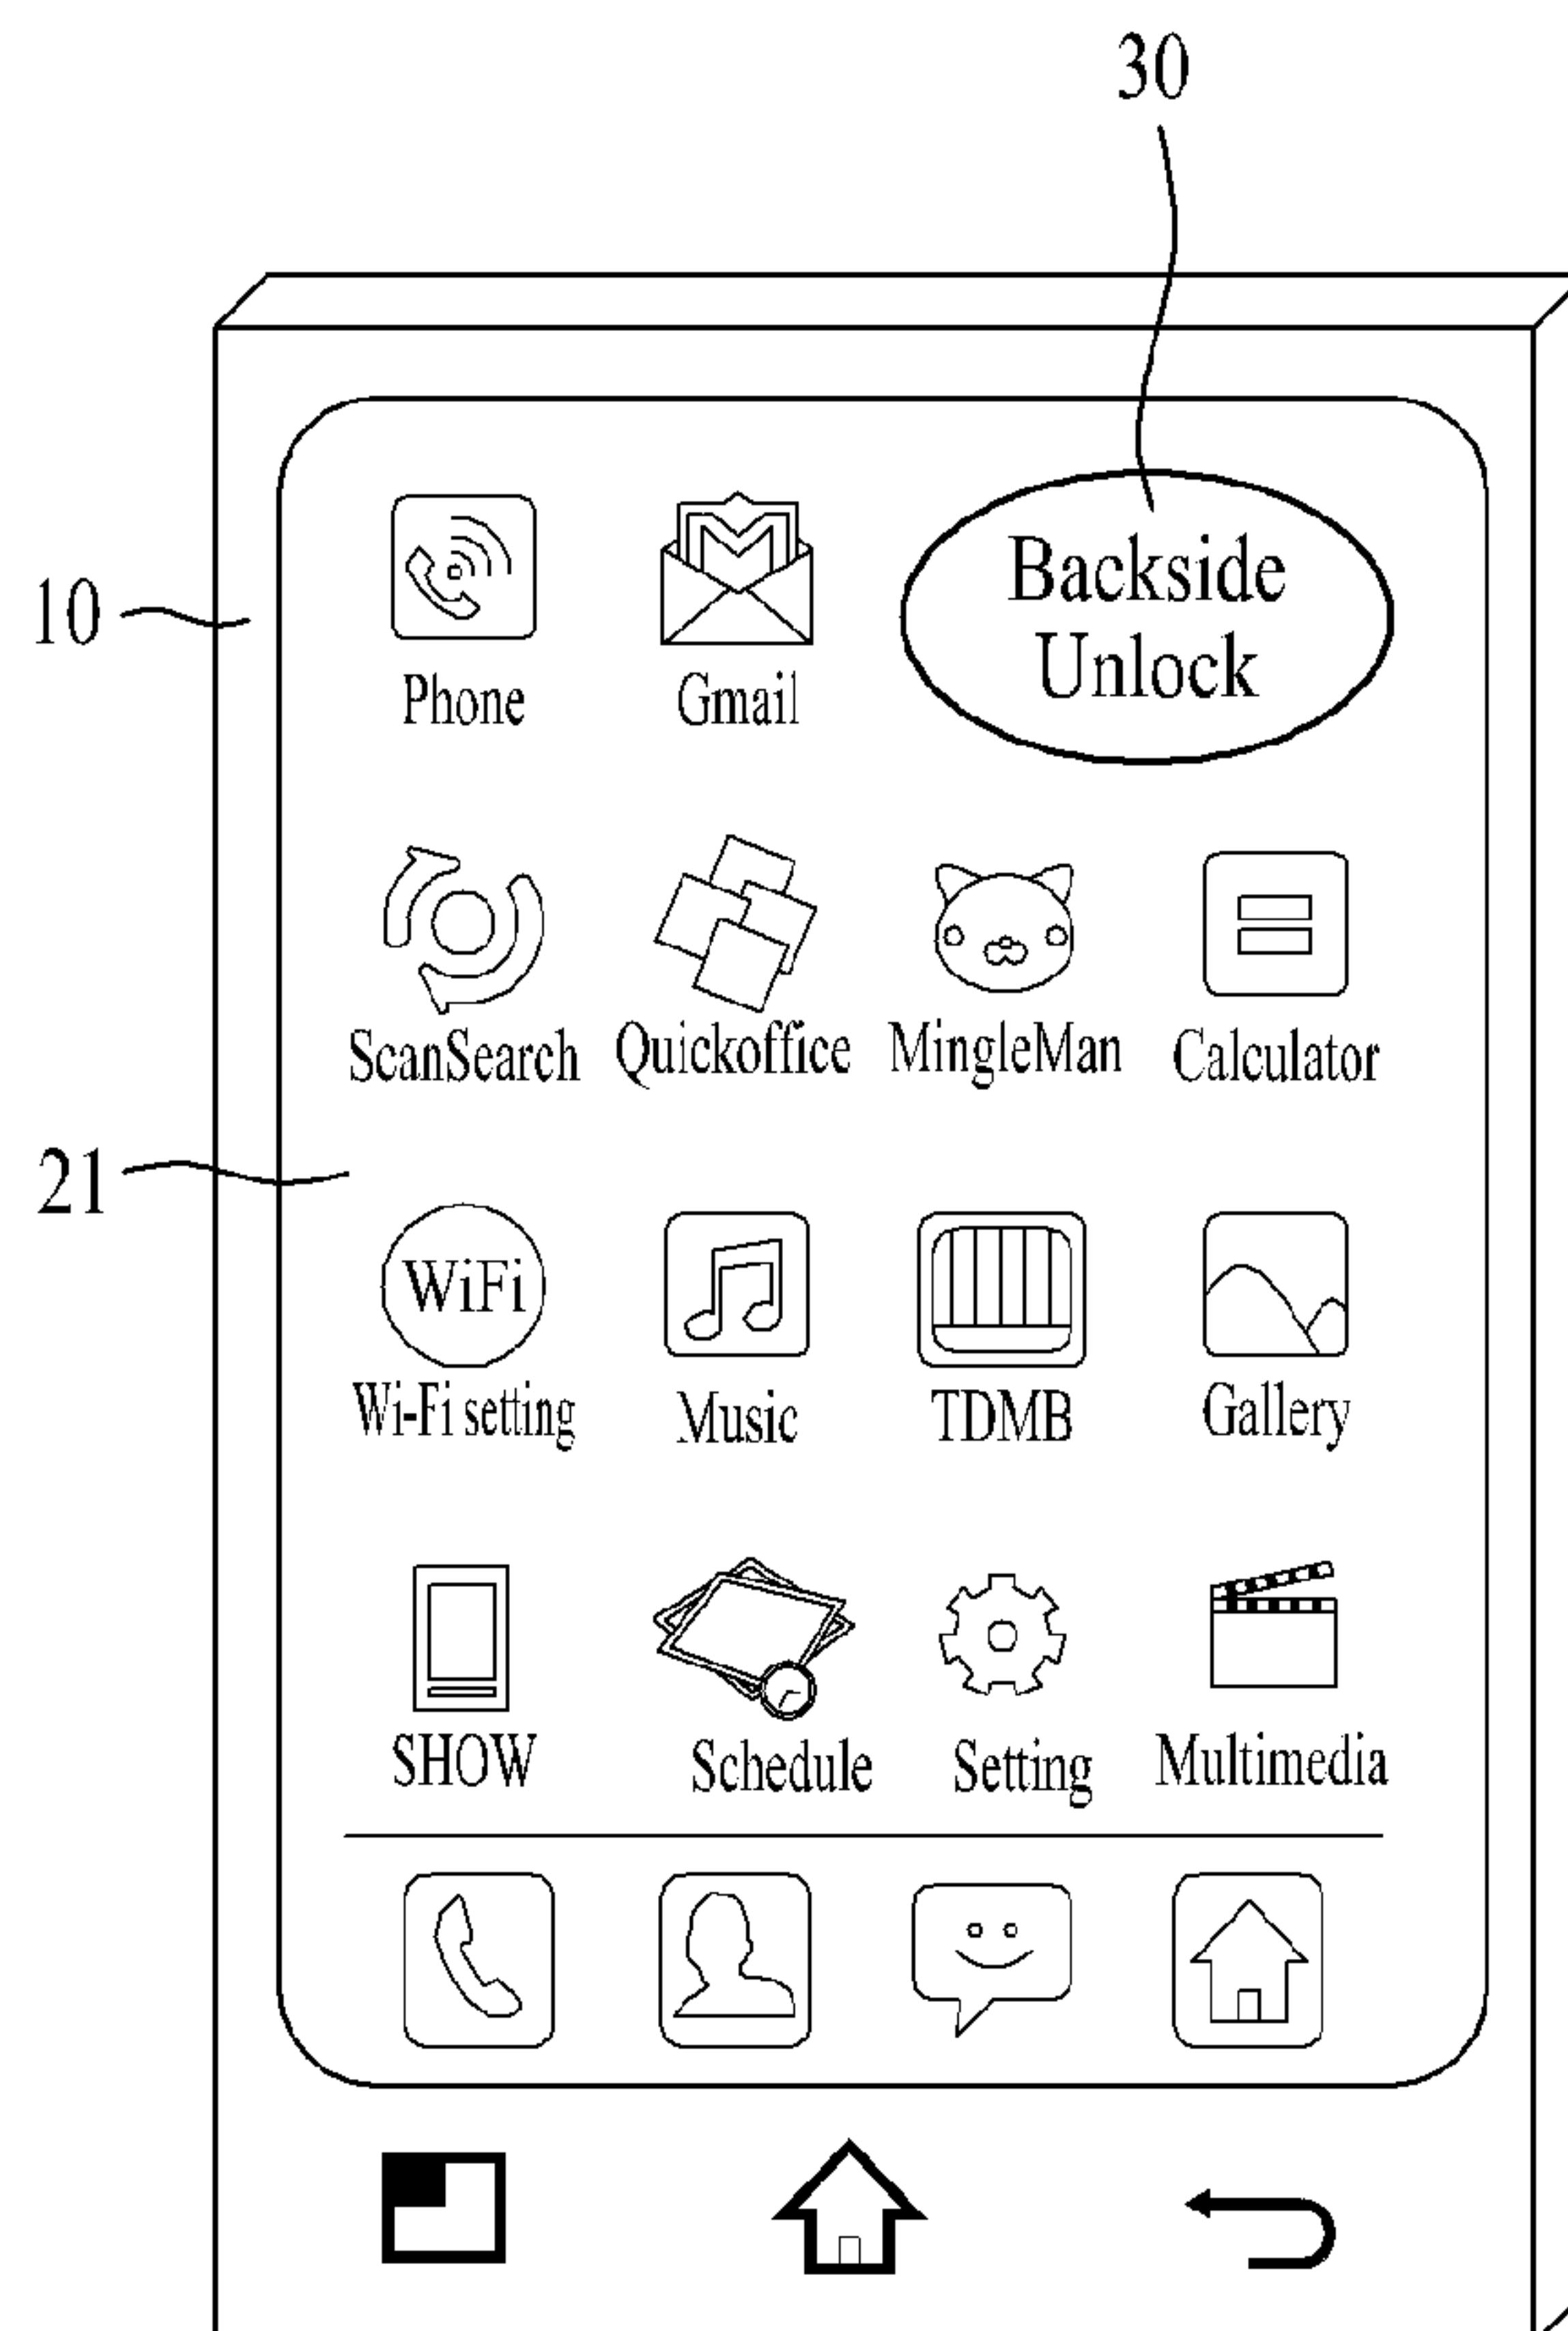 30
10
Phone
Gmail
Backside
Unlock
ScanSearch
Quickoffice
MingleMan
Calculator
21
WiFi
Wi-Fi setting
Music
TDMB
Gallery
SHOW
Schedule
Setting
Multimedia